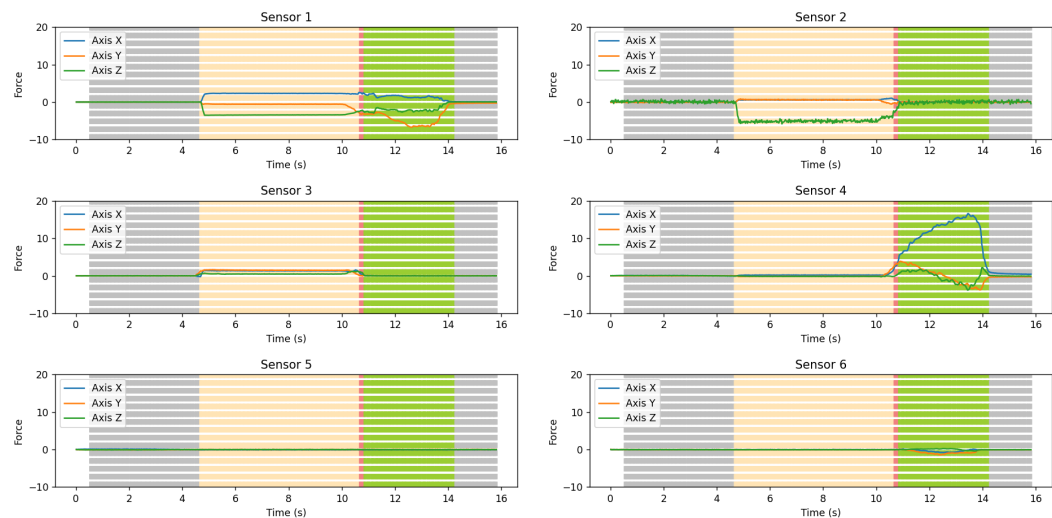 Sensor 1
20
10
0
−10
Force
Axis X
Axis Y
Axis Z
0 2 4 6 8 10 12 14 16
Time (s)
Sensor 2
20
10
0
−10
Force
Axis X
Axis Y
Axis Z
0 2 4 6 8 10 12 14 16
Time (s)
Sensor 3
20
10
0
−10
Force
Axis X
Axis Y
Axis Z
0 2 4 6 8 10 12 14 16
Time (s)
Sensor 4
20
10
0
−10
Force
Axis X
Axis Y
Axis Z
0 2 4 6 8 10 12 14 16
Time (s)
Sensor 5
20
10
0
−10
Force
Axis X
Axis Y
Axis Z
0 2 4 6 8 10 12 14 16
Time (s)
Sensor 6
20
10
0
−10
Force
Axis X
Axis Y
Axis Z
0 2 4 6 8 10 12 14 16
Time (s)